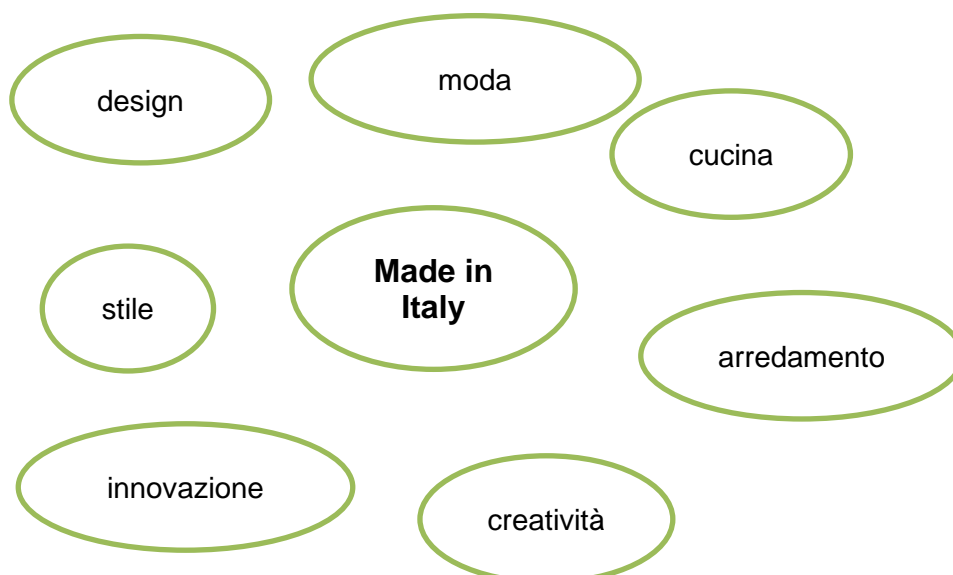 design
moda
cucina
Made in
Italy
stile
arredamento
innovazione
creatività